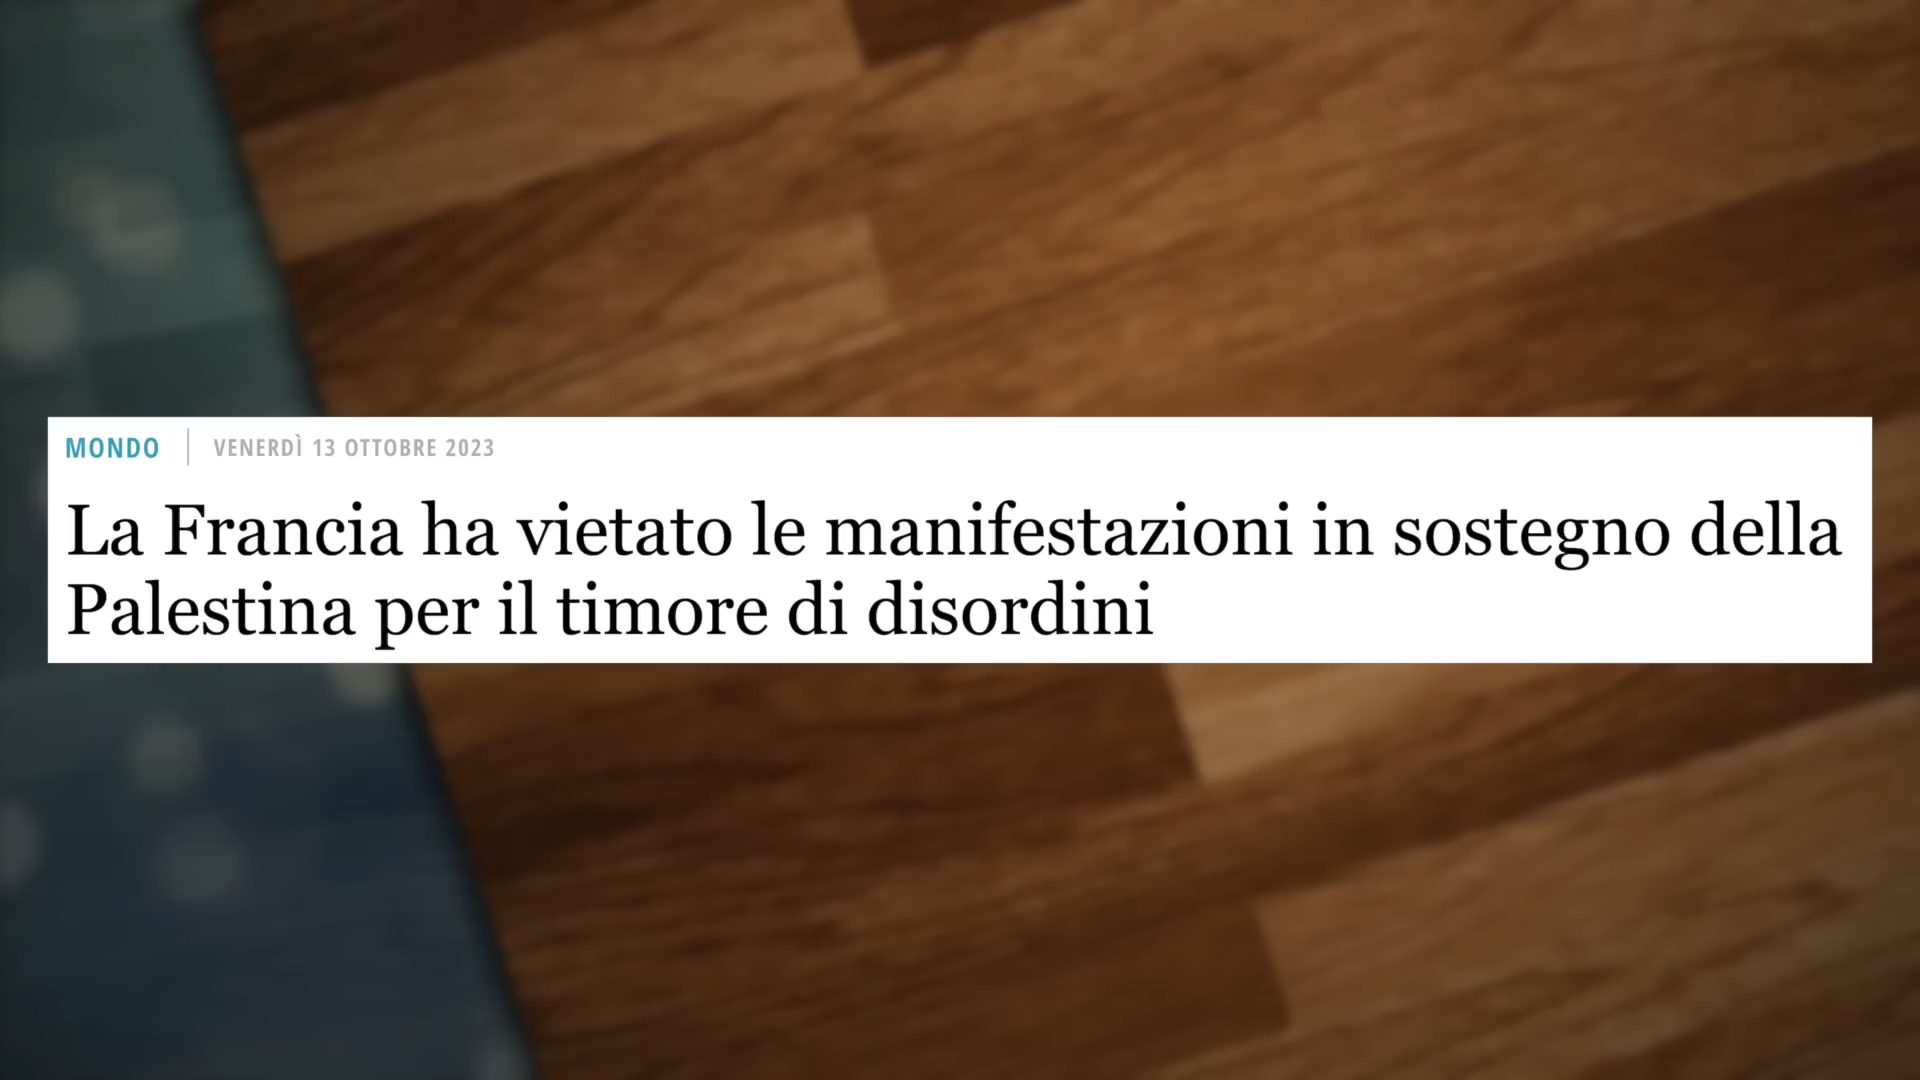 MONDO | VENERDÌ 13 OTTOBRE 2023
La Francia ha vietato le manifestazioni in sostegno della
Palestina per il timore di disordini